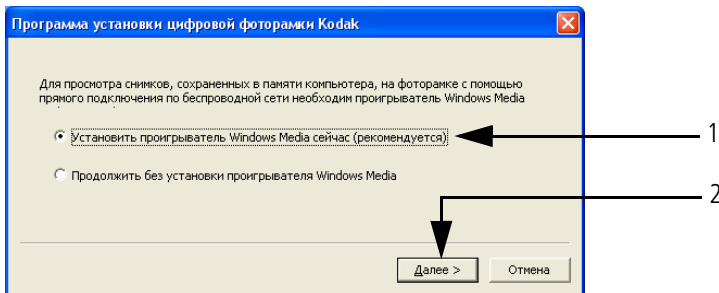 Программа установки цифровой фоторамки Kodak
Для просмотра снимков, сохраненных в памяти компьютера, на фоторамке с помощью
прямого подключения по беспроводной сети необходим проигрыватель Windows Media
Установить проигрыватель Windows Media сейчас (рекомендуется)
1
Продолжить без установки проигрывателя Windows Media
2
Далее >
Отмена